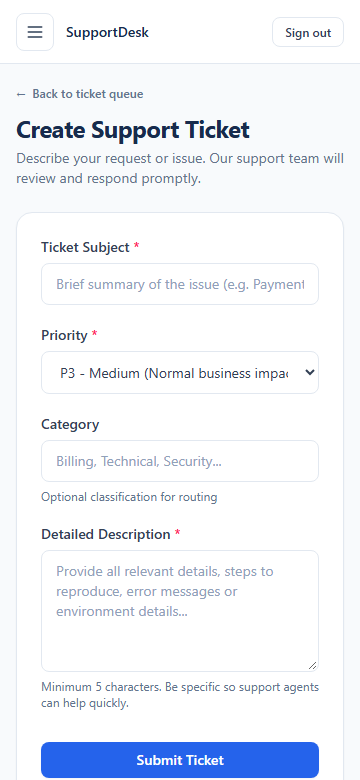 SupportDesk
Sign out
← Back to ticket queue
Create Support Ticket
Describe your request or issue. Our support team will
review and respond promptly.
Ticket Subject *
Brief summary of the issue (e.g. Payment
Priority *
P3 - Medium (Normal business impac
Category
Billing, Technical, Security...
Optional classification for routing
Detailed Description *
Provide all relevant details, steps to
reproduce, error messages or
environment details...
Minimum 5 characters. Be specific so support agents
can help quickly.
Submit Ticket